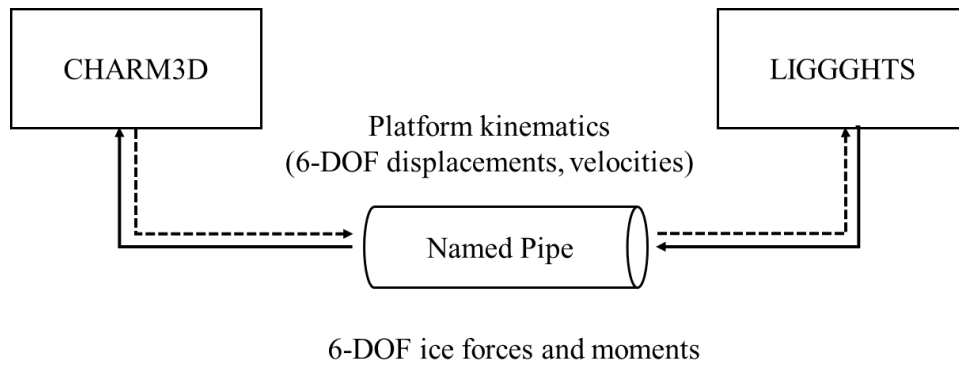 CHARM3D
LIGGGHTS
Platform kinematics
(6-DOF displacements, velocities)
Named Pipe
6-DOF ice forces and moments